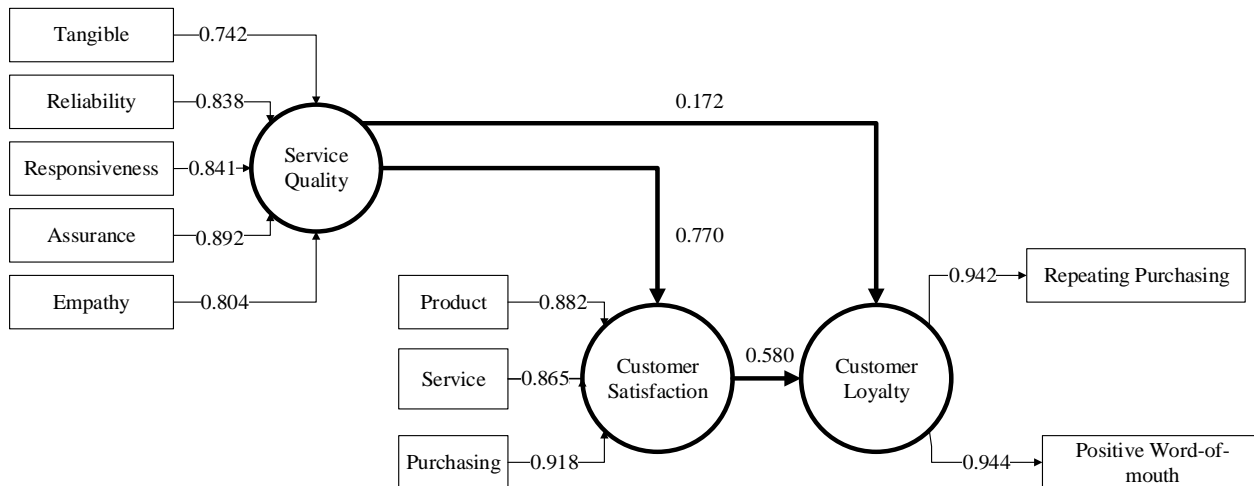 Tangible
0.742
Reliability
0.838
0.172
Service
Quality
Responsiveness
0.841
Assurance
0.892
0.770
Empathy
0.804
Product
0.882
0.942
Repeating Purchasing
Service
0.865
Customer
Satisfaction
0.580
Customer
Loyalty
Purchasing
0.918
0.944
Positive Word-of-
mouth